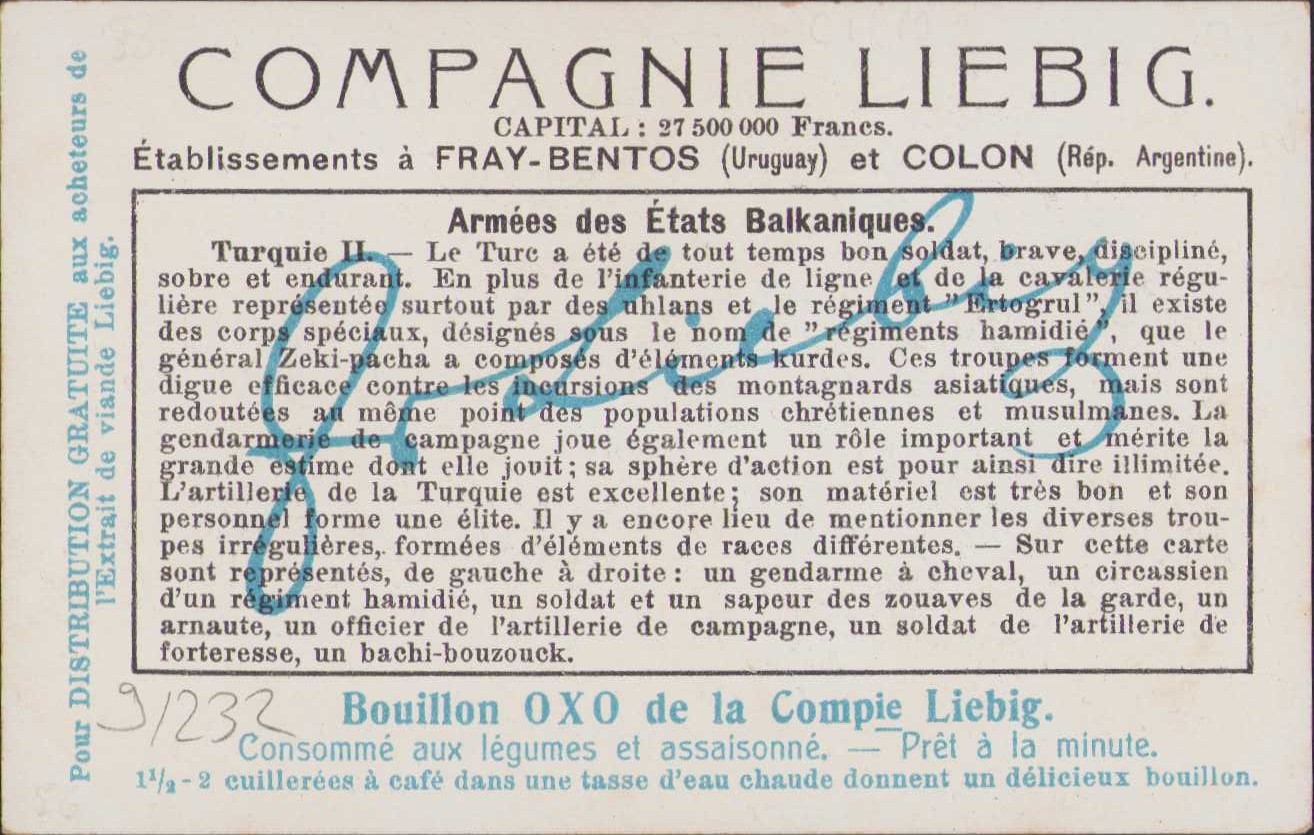 COMPAGNIE LIEBIG.
CAPITAL : 27 500 000 Francs.
Établissements à FRAY-BENTOS (Uruguay) et COLON (Rép. Argentine).
Armées des États Balkaniques.
Turquie II. — Le Turc a été de tout temps bon soldat, brave, discipliné,
sobre et endurant. En plus de l'infanterie de ligne et de la cavalerie régu-
lière représentée surtout par des uhlans et le régiment "Ertogrul", il existe
des corps spéciaux, désignés sous le nom de "régiments hamidié", que le
général Zeki-pacha a composés d'éléments kurdes. Ces troupes forment une
digue efficace contre les incursions des montagnards asiatiques, mais sont
redoutées au même point des populations chrétiennes et musulmanes. La
gendarmerie de campagne joue également un rôle important et mérite la
grande estime dont elle jouit ; sa sphère d'action est pour ainsi dire illimitée.
L'artillerie de la Turquie est excellente ; son matériel est très bon et son
personnel forme une élite. Il y a encore lieu de mentionner les diverses trou-
pes irrégulières, formées d'éléments de races différentes. — Sur cette carte
sont représentés, de gauche à droite : un gendarme à cheval, un circassien
d'un régiment hamidié, un soldat et un sapeur des zouaves de la garde, un
arnaute, un officier de l'artillerie de campagne, un soldat de l'artillerie de
forteresse, un bachi-bouzouck.
Bouillon OXO de la Compie Liebig.
Consommé aux légumes et assaisonné. — Prêt à la minute.
1½ - 2 cuillerées à café dans une tasse d'eau chaude donnent un délicieux bouillon.
Pour DISTRIBUTION GRATUITE aux acheteurs de
l'Extrait de viande Liebig.
9/232